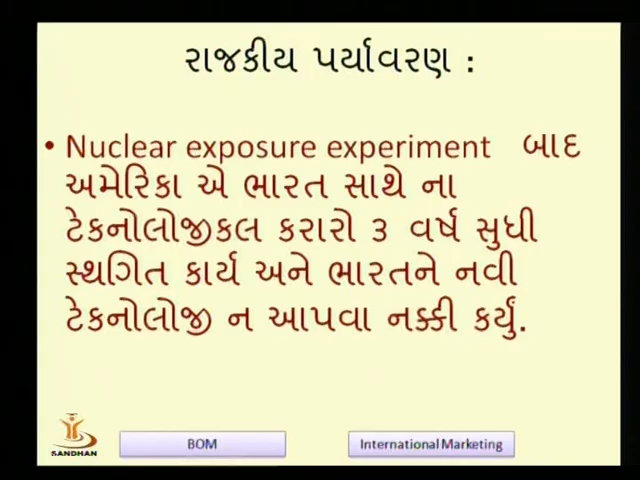 રાજકીય પર્યાવરણ :
• Nuclear exposure experiment બાદ
અમેરિકા એ ભારત સાથે ના
ટેકનોલોજીકલ કરારો ૩ વર્ષ સુધી
સ્થગિત કાર્ય અને ભારતને નવી
ટેકનોલોજી ન આપવા નક્કી કર્યું.
SANDHAN
BOM
International Marketing